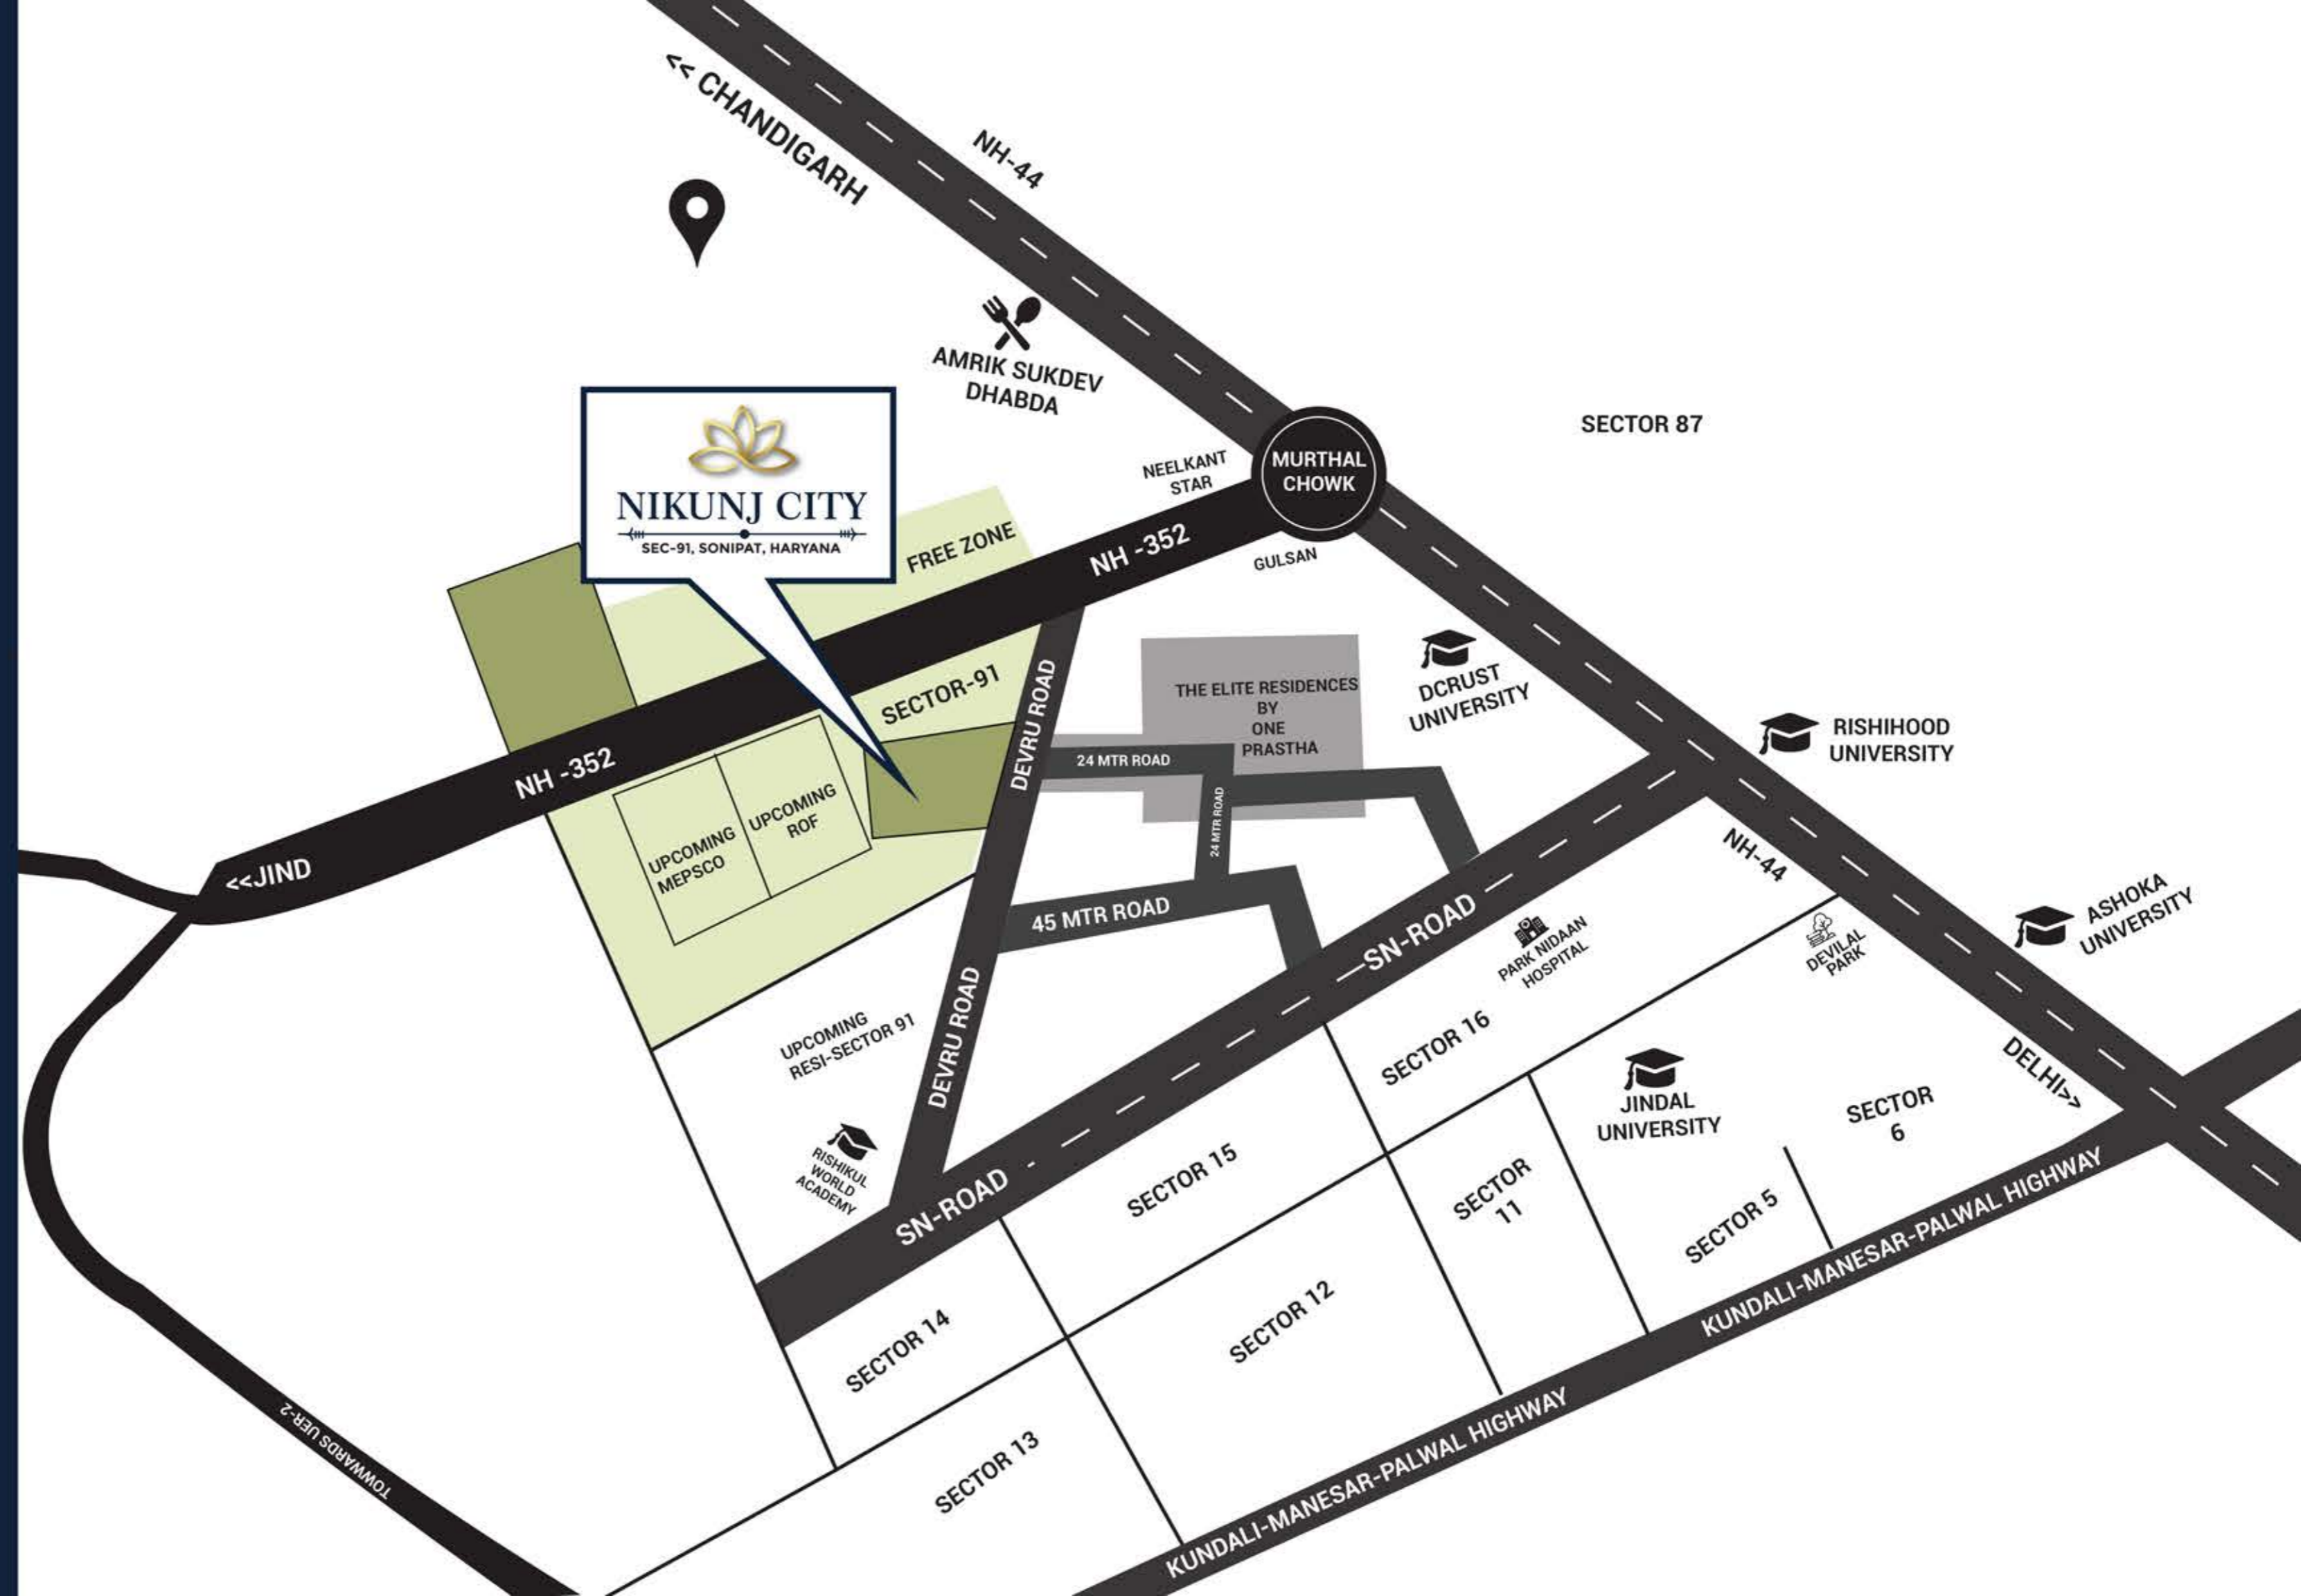 << CHANDIGARH
NH-44
AMRIK SUKDEV
DHABDA
SECTOR 87
MURTHAL
CHOWK
NEELKANT
STAR
NIKUNJ CITY
SEC-91, SONIPAT, HARYANA
FREE ZONE
NH -352
GULSAN
SECTOR-91
DEVRU ROAD
THE ELITE RESIDENCES
BY
ONE
PRASTHA
DCRUST
UNIVERSITY
RISHIHOOD
UNIVERSITY
24 MTR ROAD
24 MTR ROAD
NH -352
UPCOMING
MEPSCO
UPCOMING
ROF
<<JIND
NH-44
45 MTR ROAD
SN-ROAD
PARK NIDAAN
HOSPITAL
DEVILAL
PARK
ASHOKA
UNIVERSITY
UPCOMING
RESI-SECTOR 91
DEVRU ROAD
SECTOR 16
DELHI>>
JINDAL
UNIVERSITY
SECTOR
6
RISHIKUL
WORLD
ACADEMY
SN-ROAD
SECTOR 15
SECTOR
11
SECTOR 5
KUNDALI-MANESAR-PALWAL HIGHWAY
SECTOR 14
SECTOR 12
SECTOR 13
KUNDALI-MANESAR-PALWAL HIGHWAY
TOWWARDS UER-2